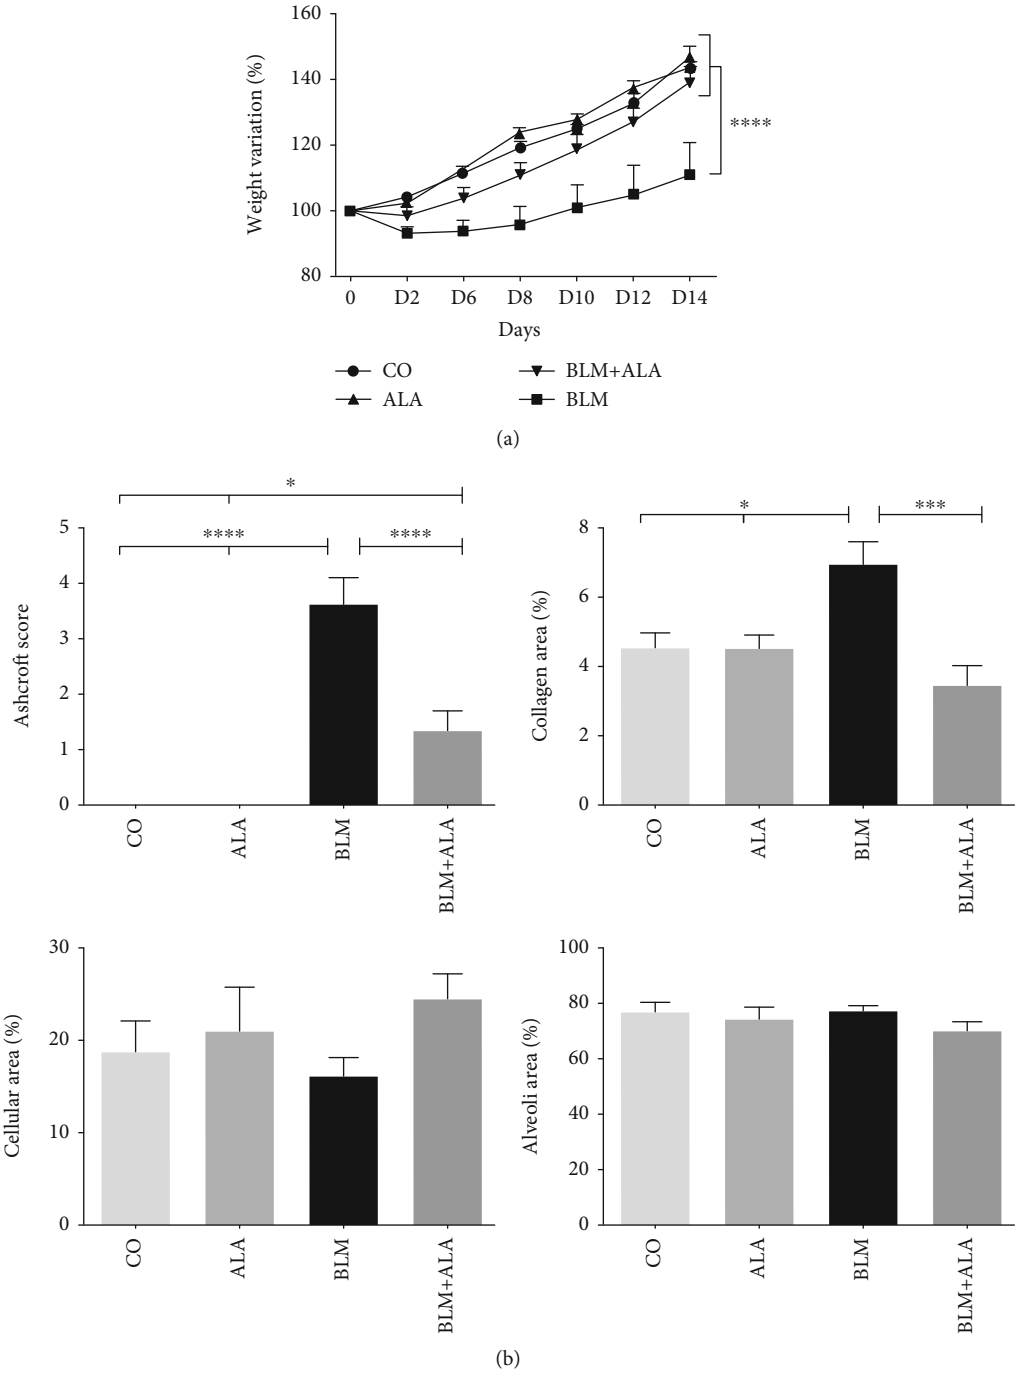 160
140
120
100
80
Weight variation (%)
****
0 D2 D6 D8 D10 D12 D14
Days
CO BLM+ALA
ALA BLM
(a)
*
**** ****
5
4
3
2
1
0
Ashcroft score
CO ALA BLM BLM+ALA
* ***
8
6
4
2
0
Collagen area (%)
CO ALA BLM BLM+ALA
30
20
10
0
Cellular area (%)
CO ALA BLM BLM+ALA
100
80
60
40
20
0
Alveoli area (%)
CO ALA BLM BLM+ALA
(b)